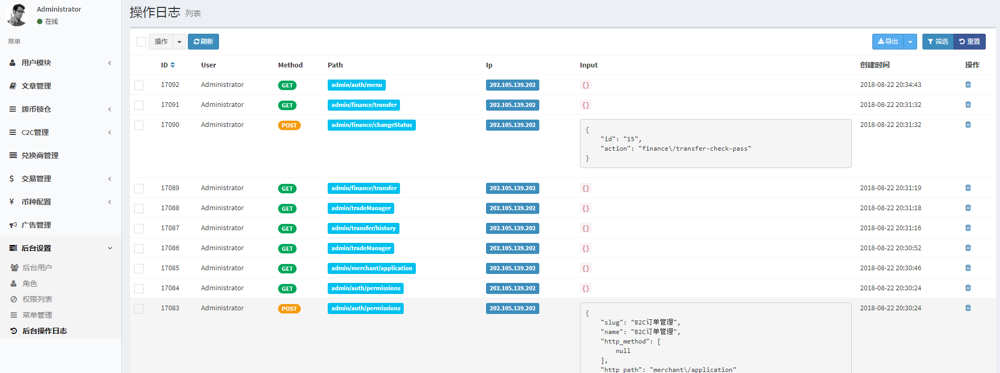 Administrator
在线
菜单
用户模块
文章管理
拨币锁仓
C2C管理
兑换商管理
交易管理
币种配置
广告管理
后台设置
后台用户
角色
权限列表
菜单管理
后台操作日志
操作日志 列表
操作 刷新 导出 筛选 重置
ID User Method Path Ip Input 创建时间 操作
17092 Administrator GET admin/auth/menu 202.105.139.202 {} 2018-08-22 20:34:43
17091 Administrator GET admin/finance/transfer 202.105.139.202 {} 2018-08-22 20:31:32
17090 Administrator POST admin/finance/changeStatus 202.105.139.202 { 2018-08-22 20:31:32
"id": "15",
"action": "finance\/transfer-check-pass"
}
17089 Administrator GET admin/finance/transfer 202.105.139.202 {} 2018-08-22 20:31:19
17088 Administrator GET admin/tradeManager 202.105.139.202 {} 2018-08-22 20:31:18
17087 Administrator GET admin/transfer/history 202.105.139.202 {} 2018-08-22 20:31:16
17086 Administrator GET admin/tradeManager 202.105.139.202 {} 2018-08-22 20:30:52
17085 Administrator GET admin/merchant/application 202.105.139.202 {} 2018-08-22 20:30:46
17084 Administrator GET admin/auth/permissions 202.105.139.202 {} 2018-08-22 20:30:24
17083 Administrator POST admin/auth/permissions 202.105.139.202 { 2018-08-22 20:30:24
"slug": "B2C订单管理",
"name": "B2C订单管理",
"http_method": [
null
],
"http_path": "merchant\/application"